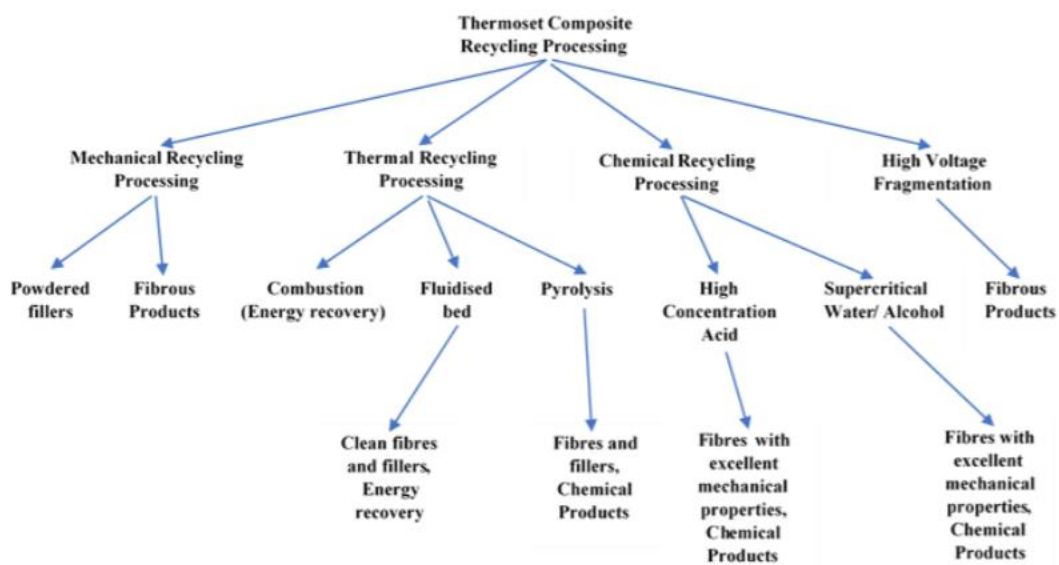 Thermoset Composite
Recycling Processing
Mechanical Recycling
Processing
Thermal Recycling
Processing
Chemical Recycling
Processing
High Voltage
Fragmentation
Powdered
fillers
Fibrous
Products
Combustion
(Energy recovery)
Fluidised
bed
Pyrolysis
High
Concentration
Acid
Supercritical
Water/ Alcohol
Fibrous
Products
Clean fibres
and fillers,
Energy
recovery
Fibres and
fillers,
Chemical
Products
Fibres with
excellent
mechanical
properties,
Chemical
Products
Fibres with
excellent
mechanical
properties,
Chemical
Products